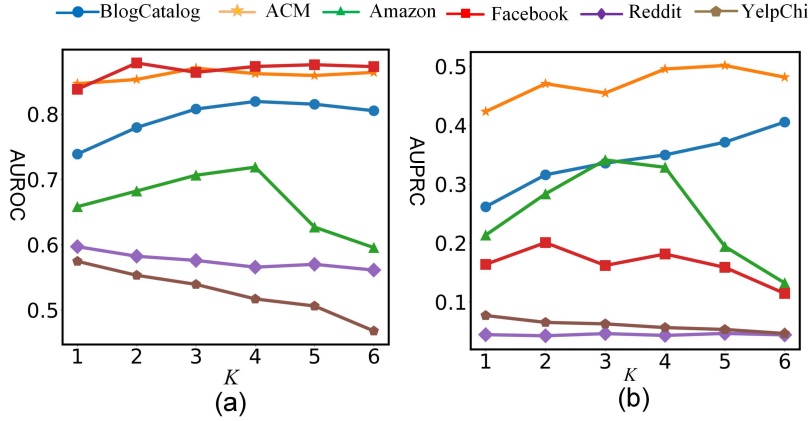 BlogCatalog ACM Amazon Facebook Reddit YelpChi
AUROC
0.8
0.7
0.6
0.5
1 2 3 4 5 6
K
(a)
AUPRC
0.5
0.4
0.3
0.2
0.1
1 2 3 4 5 6
K
(b)